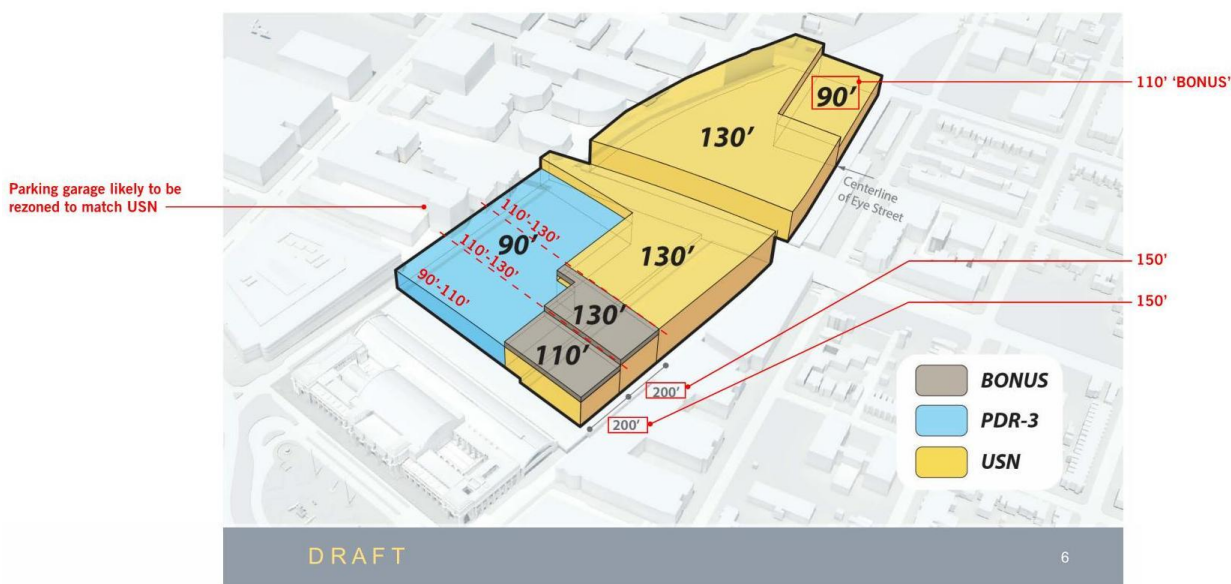 90’
110’ ‘BONUS’
130’
Parking garage likely to be
rezoned to match USN
Centerline
of Eye Street
110’-130’
90’
110’-130’
90’-110’
130’
150’
130’
150’
110’
200’
200’
BONUS
PDR-3
USN
DRAFT
6